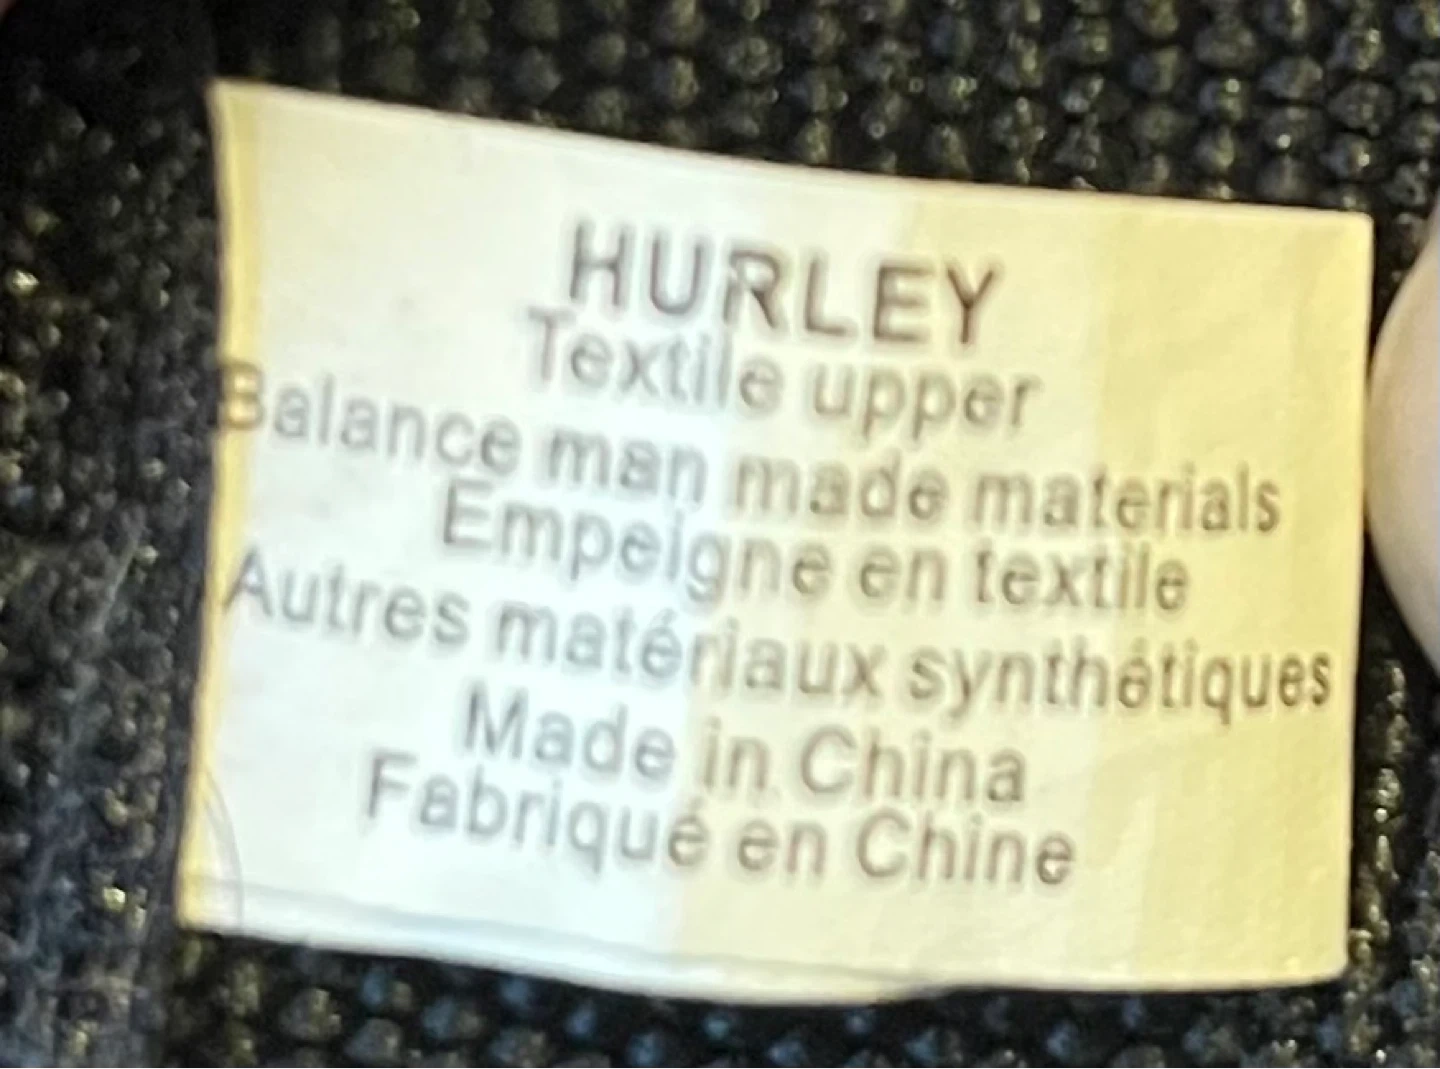 HURLEY
Textile upper
Balance man made materials
Empeigne en textile
Autres matériaux synthétiques
Made in China
Fabriqué en Chine